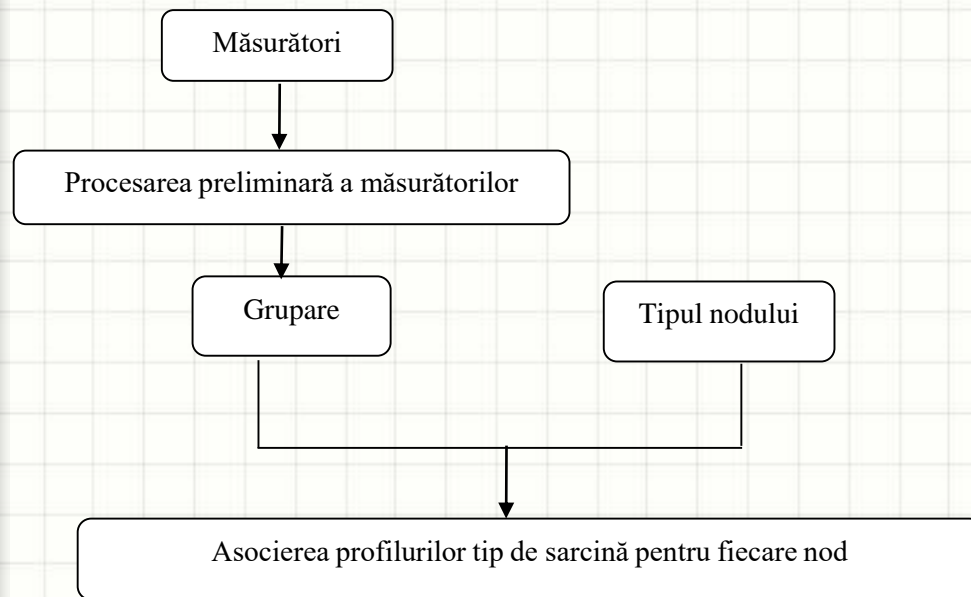 Măsurători
Procesarea preliminară a măsurătorilor
Grupare
Tipul nodului
Asocierea profilurilor tip de sarcină pentru fiecare nod